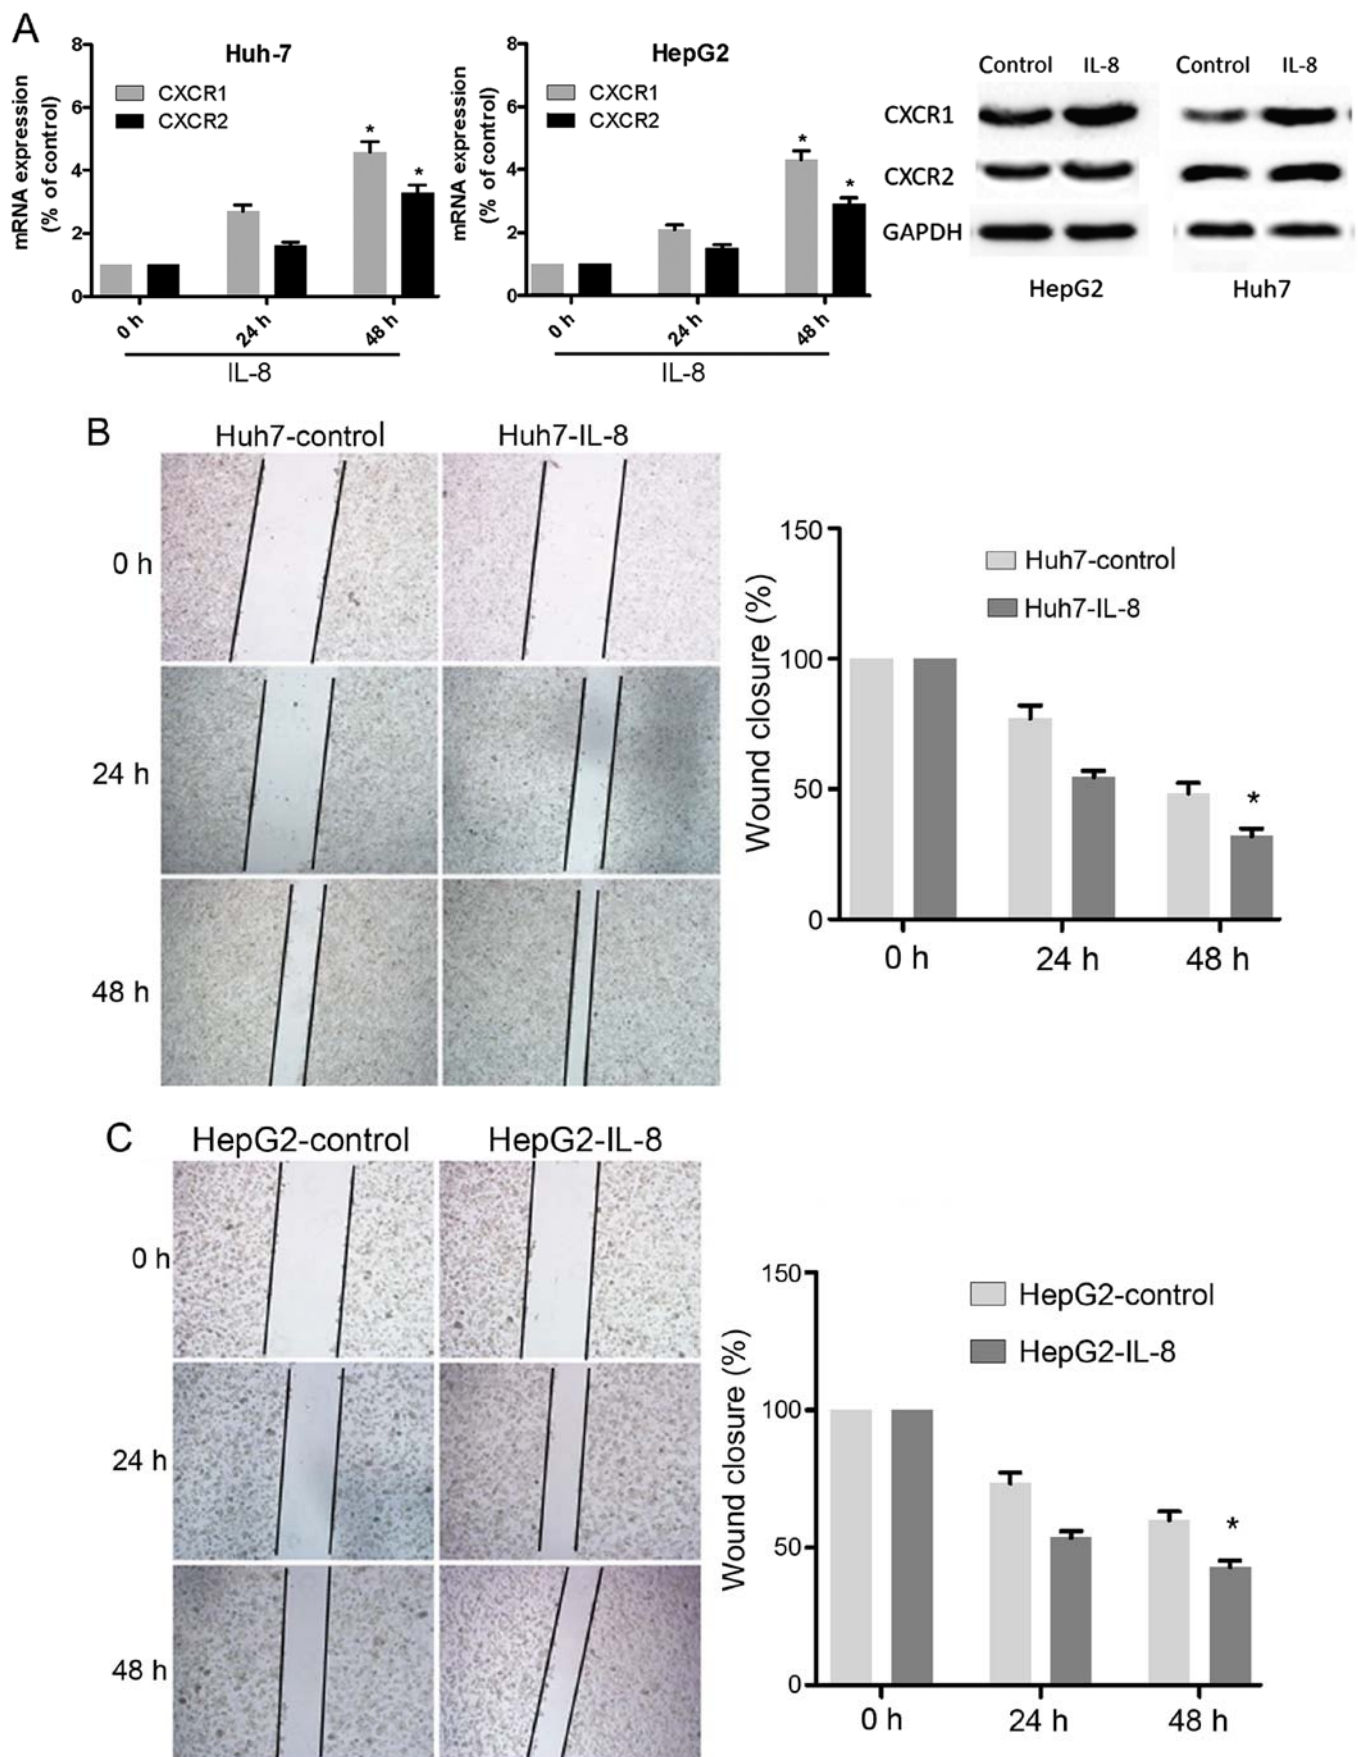 A
Huh-7
CXCR1
CXCR2
mRNA expression
(% of control)
8
6
4
2
0
*
*
0 h
24 h
48 h
IL-8
HepG2
CXCR1
CXCR2
mRNA expression
(% of control)
8
6
4
2
0
*
*
0 h
24 h
48 h
IL-8
Control IL-8 Control IL-8
CXCR1
CXCR2
GAPDH
HepG2 Huh7
B
Huh7-control Huh7-IL-8
0 h
24 h
48 h
Wound closure (%)
150
100
50
0
Huh7-control
Huh7-IL-8
*
0 h 24 h 48 h
C
HepG2-control HepG2-IL-8
0 h
24 h
48 h
Wound closure (%)
150
100
50
0
HepG2-control
HepG2-IL-8
*
0 h 24 h 48 h